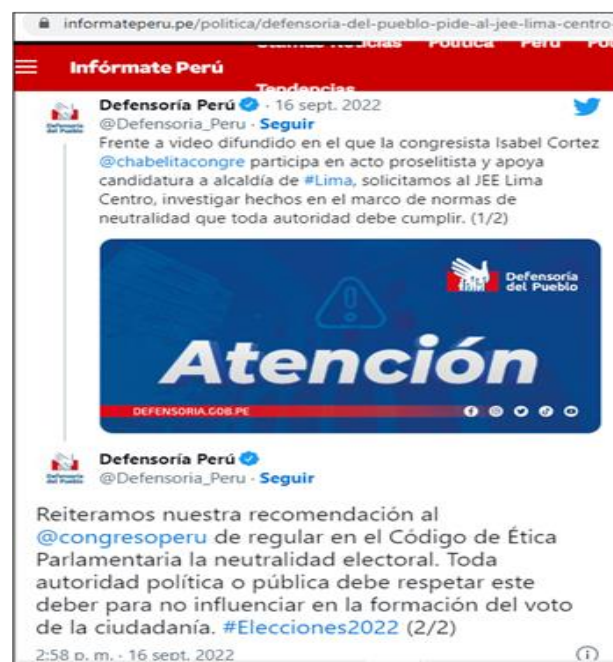 informateperu.pe/politica/defensoria-del-pueblo-pide-al-jee-lima-centro-
Últimas Noticias Política Perú
Infórmate Perú
Tendencias
Defensoría Perú · 16 sept. 2022
@Defensoria_Peru · Seguir
Frente a video difundido en el que la congresista Isabel Cortez
@chabelitacongre participa en acto proselitista y apoya
candidatura a alcaldía de #Lima, solicitamos al JEE Lima
Centro, investigar hechos en el marco de normas de
neutralidad que toda autoridad debe cumplir. (1/2)
Defensoría
del Pueblo
Atención
DEFENSORIA.GOB.PE
Defensoría Perú
@Defensoria_Peru · Seguir
Reiteramos nuestra recomendación al
@congresoperu de regular en el Código de Ética
Parlamentaria la neutralidad electoral. Toda
autoridad política o pública debe respetar este
deber para no influenciar en la formación del voto
de la ciudadanía. #Elecciones2022 (2/2)
2:58 p. m. · 16 sept. 2022